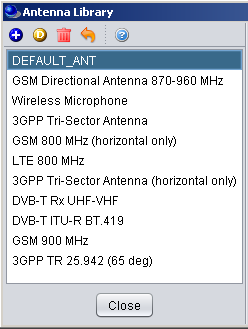 Antenna Library
DEFAULT_ANT
GSM Directional Antenna 870-960 MHz
Wireless Microphone
3GPP Tri-Sector Antenna
GSM 800 MHz (horizontal only)
LTE 800 MHz
3GPP Tri-Sector Antenna (horizontal only)
DVB-T Rx UHF-VHF
DVB-T ITU-R BT.419
GSM 900 MHz
3GPP TR 25.942 (65 deg)
Close